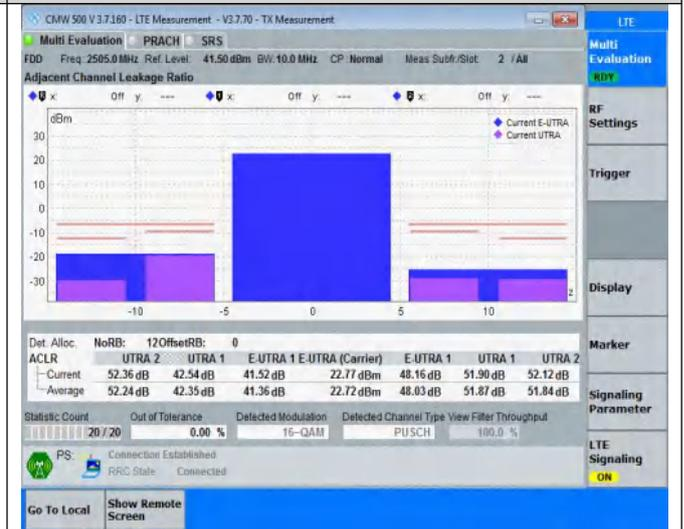 CMW 500 V 3.7.160 - LTE Measurement - V3.7.70 - TX Measurement
LTE
Multi Evaluation PRACH SRS
FDD Freq: 2505.0 MHz Ref. Level: 41.50 dBm BW: 10.0 MHz CP: Normal Meas Subfr./Slot: 2 / All
Adjacent Channel Leakage Ratio
x: Off y: --- x: Off y: --- x: Off y: ---
dBm
Current E-UTRA
Current UTRA
30
20
10
0
-10
-20
-30
-10 -5 0 5 10
Det. Alloc. NoRB: 12OffsetRB: 0
ACLR UTRA 2 UTRA 1 E-UTRA 1 E-UTRA (Carrier) E-UTRA 1 UTRA 1 UTRA 2
Current 52.36 dB 42.54 dB 41.52 dB 22.77 dBm 48.16 dB 51.90 dB 52.12 dB
Average 52.24 dB 42.35 dB 41.36 dB 22.72 dBm 48.03 dB 51.87 dB 51.84 dB
Statistic Count Out of Tolerance Detected Modulation Detected Channel Type View Filter Throughput
20 / 20 0.00 % 16-QAM PUSCH 100.0 %
PS: Connection Established
RRC State Connected
Multi
Evaluation
RDY
RF
Settings
Trigger
Display
Marker
Signaling
Parameter
LTE
Signaling
ON
Go To Local
Show Remote
Screen